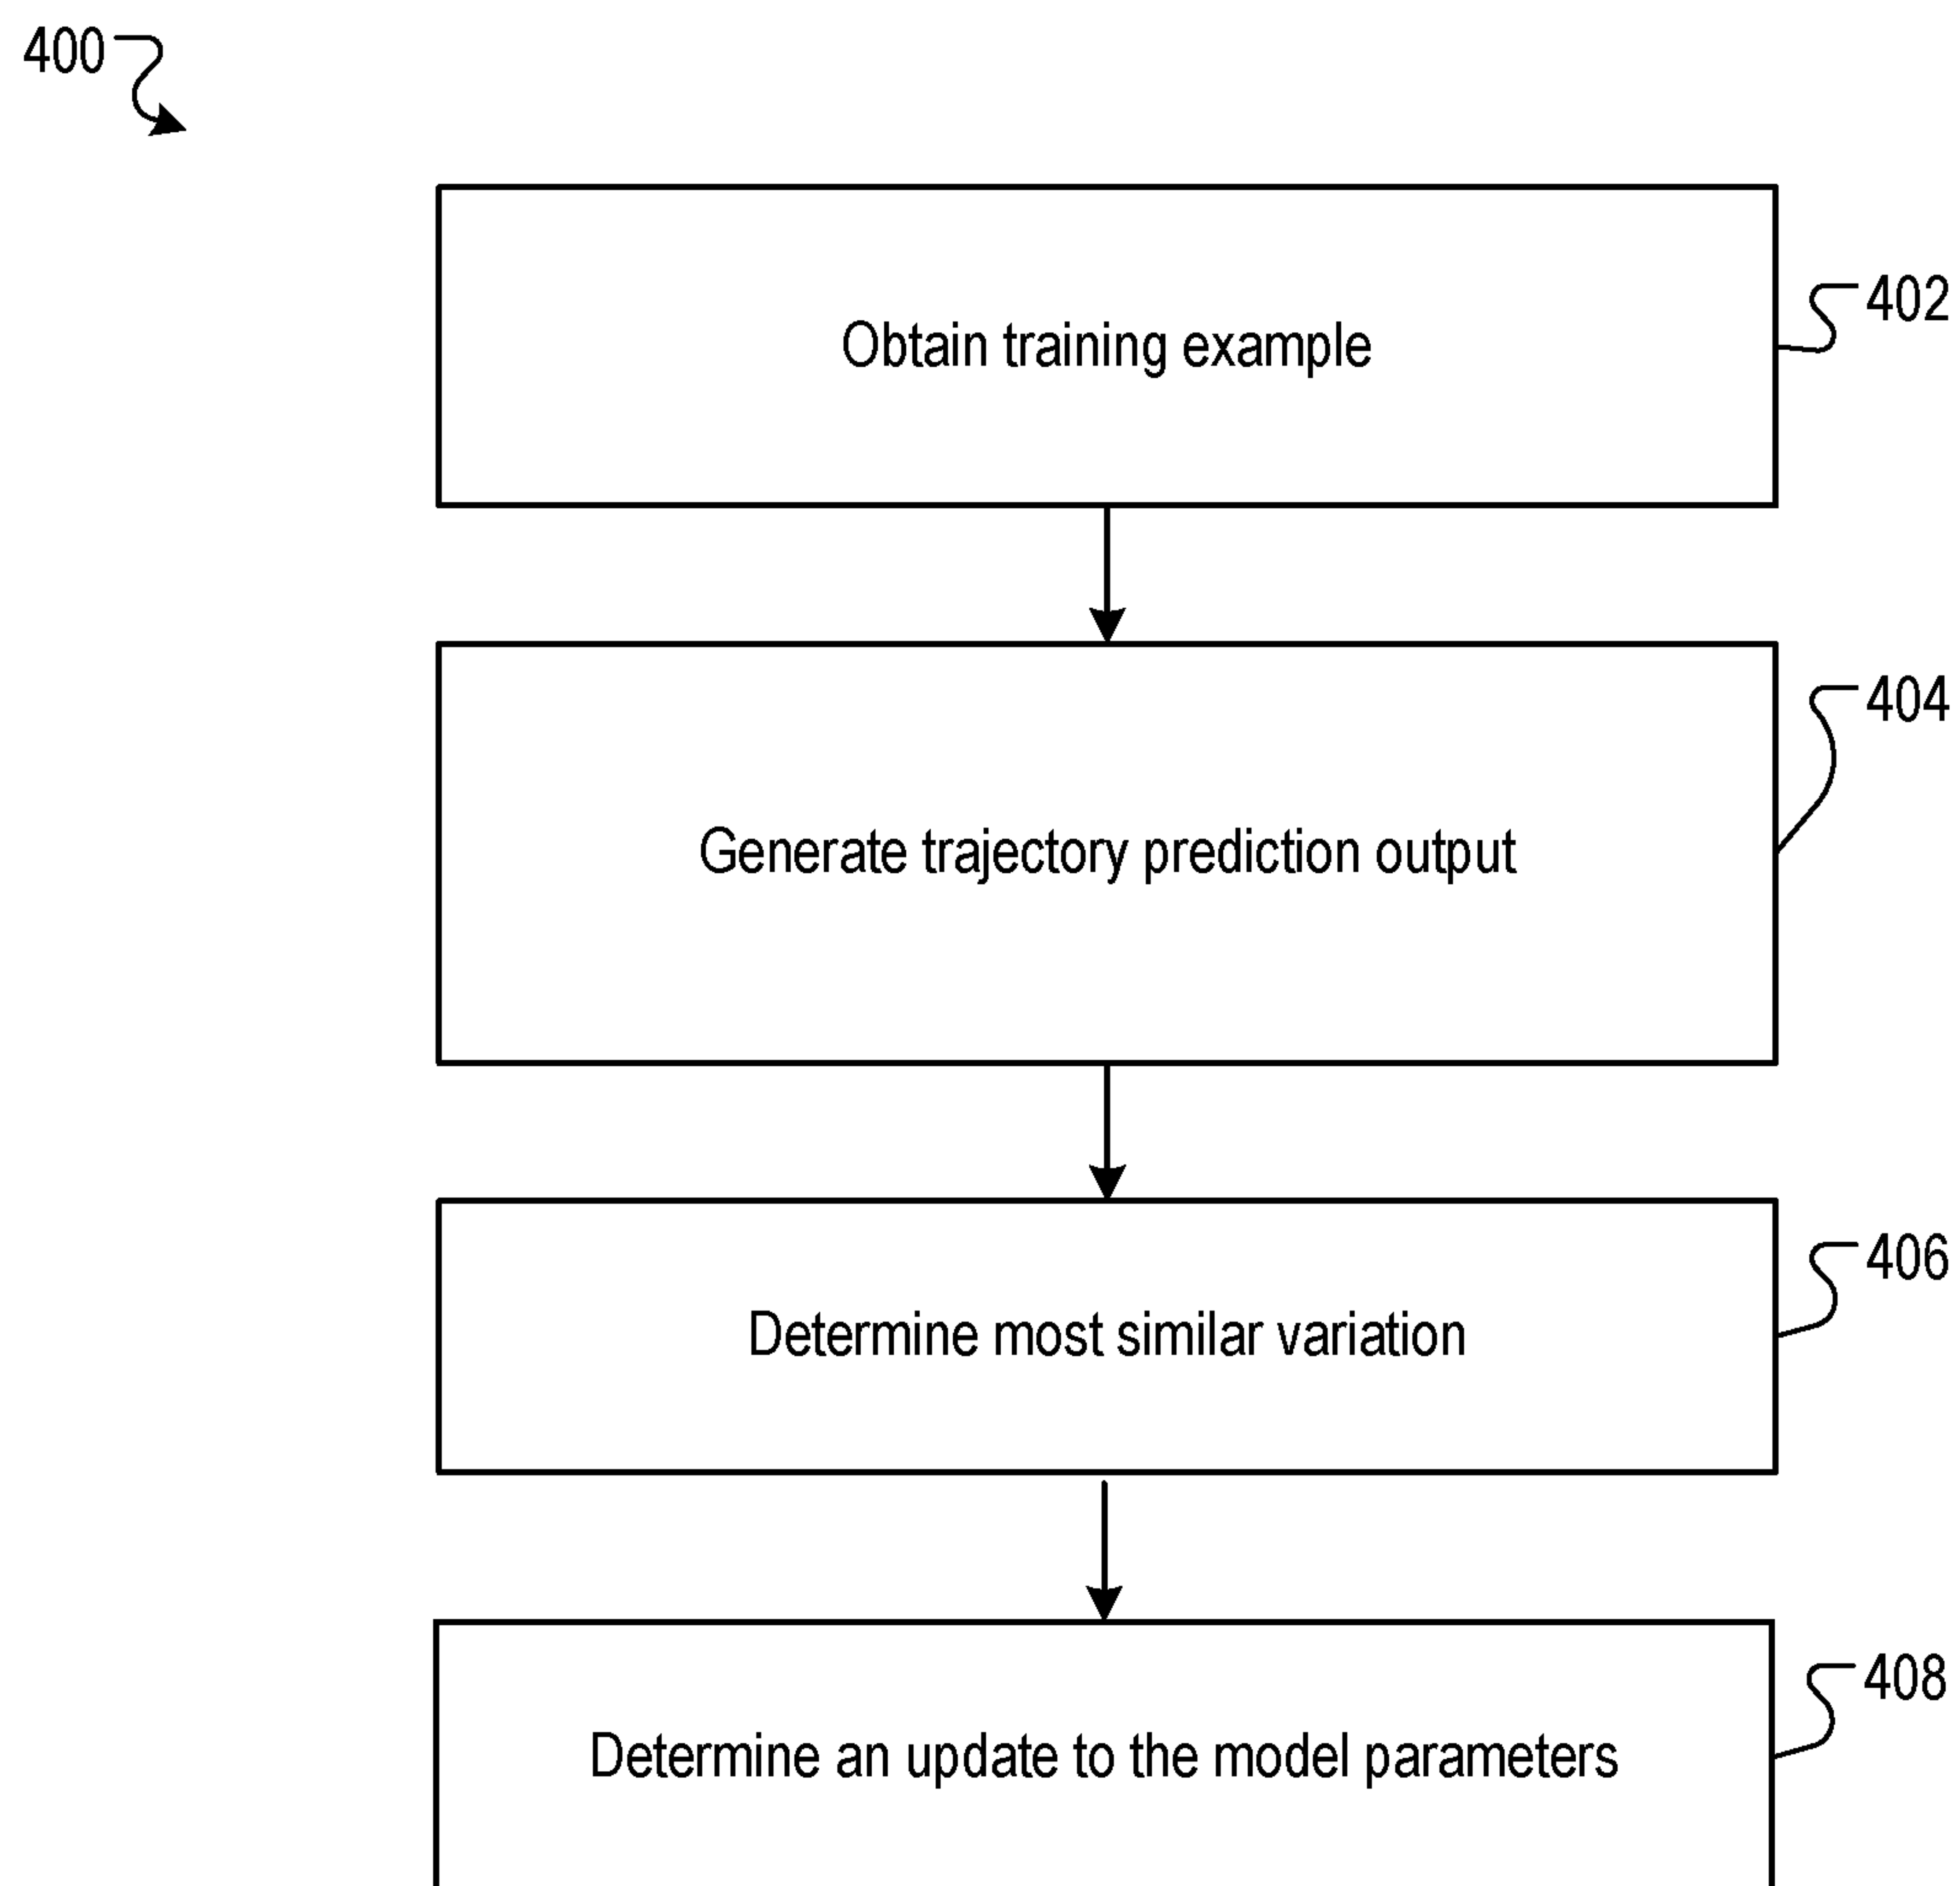 400
402
Obtain training example
404
Generate trajectory prediction output
406
Determine most similar variation
408
Determine an update to the model parameters